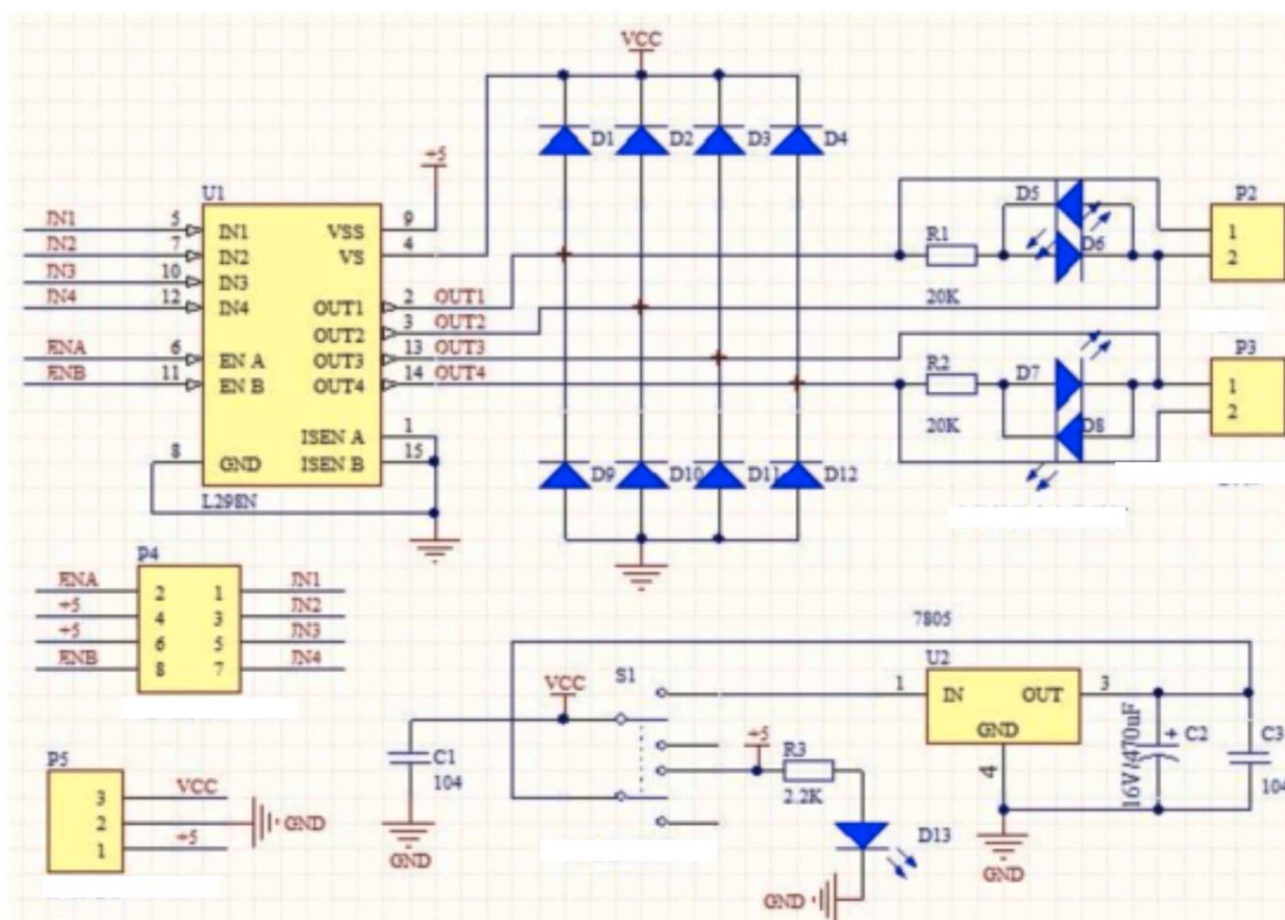 VCC
D1 D2 D3 D4
+5
U1
IN1 5 IN1 VSS 9
IN2 7 IN2 VS 4
IN3 10 IN3
IN4 12 IN4 OUT1 2 OUT1
OUT2 3 OUT2
ENA 6 EN A OUT3 13 OUT3
ENB 11 EN B OUT4 14 OUT4
ISEN A 1
8 GND ISEN B 15
L298N
D5 P2
R1 D6 1
20K 2
R2 D7 P3
20K D8 1
2
D9 D10 D11 D12
P4
ENA 2 1 IN1
+5 4 3 IN2
+5 6 5 IN3
ENB 8 7 IN4
7805
S1 U2
VCC 1 IN OUT 3
GND
4
C1
104
GND
+5 R3
2.2K
D13
GND
16V/470uF + C2 C3
104
GND
P5
3 VCC
2 GND
1 +5